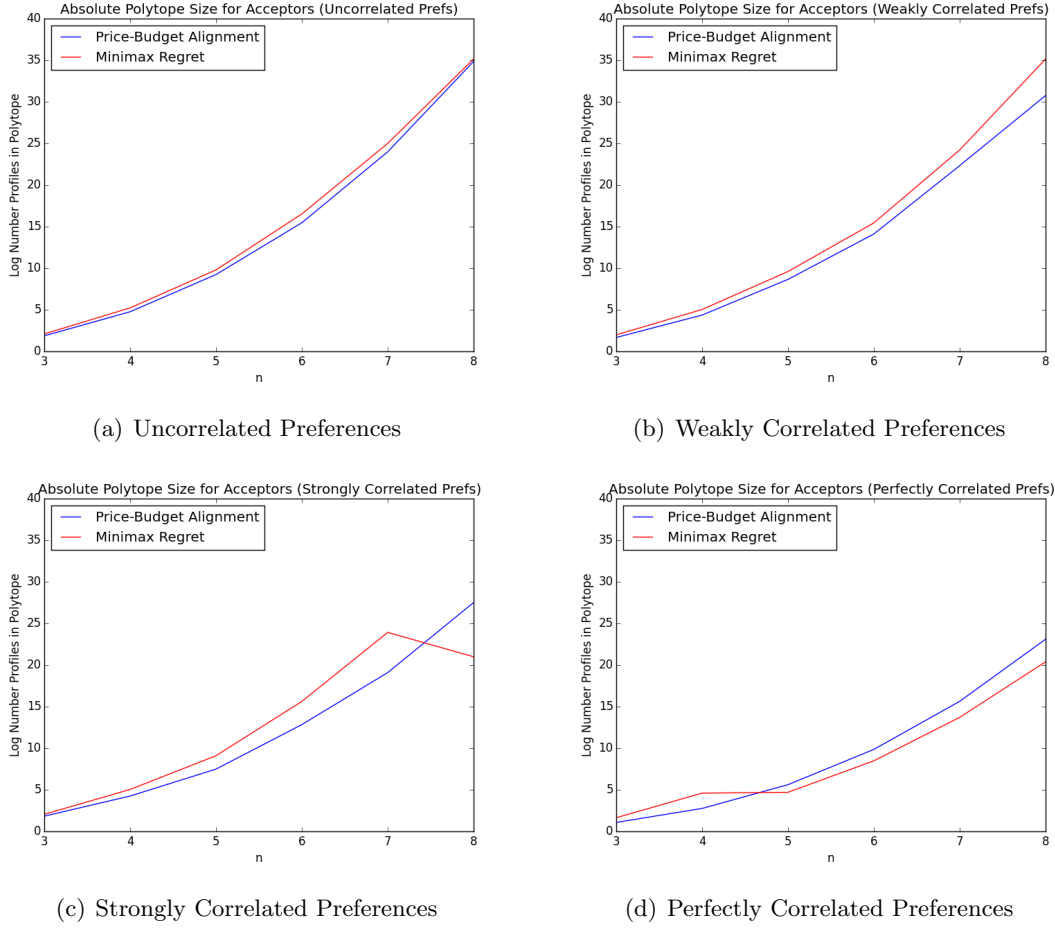 Absolute Polytope Size for Acceptors (Uncorrelated Prefs)
40
35
30
25
20
15
10
5
0
Log Number Profiles in Polytope
Price-Budget Alignment
Minimax Regret
3 4 5 6 7 8
n
(a) Uncorrelated Preferences
Absolute Polytope Size for Acceptors (Weakly Correlated Prefs)
40
35
30
25
20
15
10
5
0
Log Number Profiles in Polytope
Price-Budget Alignment
Minimax Regret
3 4 5 6 7 8
n
(b) Weakly Correlated Preferences
Absolute Polytope Size for Acceptors (Strongly Correlated Prefs)
40
35
30
25
20
15
10
5
0
Log Number Profiles in Polytope
Price-Budget Alignment
Minimax Regret
3 4 5 6 7 8
n
(c) Strongly Correlated Preferences
Absolute Polytope Size for Acceptors (Perfectly Correlated Prefs)
40
35
30
25
20
15
10
5
0
Log Number Profiles in Polytope
Price-Budget Alignment
Minimax Regret
3 4 5 6 7 8
n
(d) Perfectly Correlated Preferences